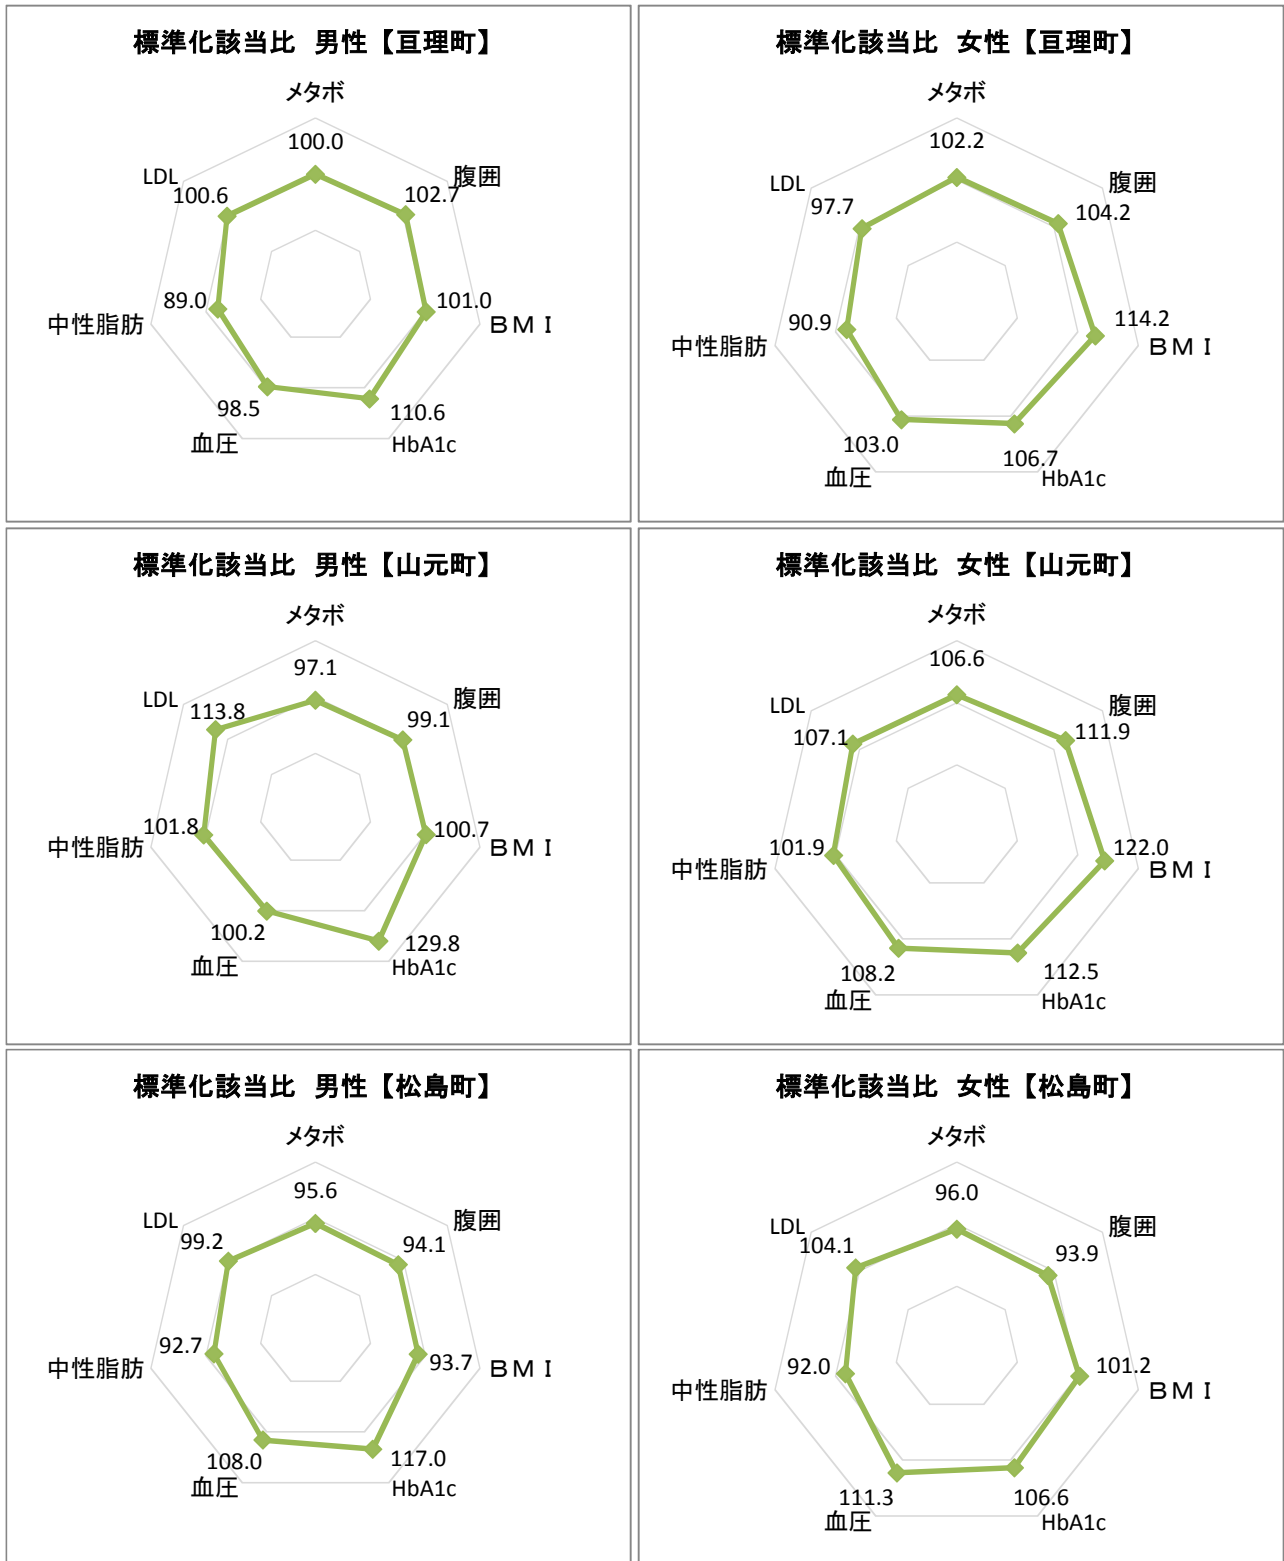 標準化該当比 男性【亘理町】
メタボ
100.0
腹囲
102.7
101.0
ＢＭＩ
110.6
HbA1c
98.5
血圧
89.0
中性脂肪
LDL
100.6
標準化該当比 女性【亘理町】
メタボ
102.2
腹囲
104.2
114.2
ＢＭＩ
106.7
HbA1c
103.0
血圧
90.9
中性脂肪
LDL
97.7
標準化該当比 男性【山元町】
メタボ
97.1
腹囲
99.1
100.7
ＢＭＩ
129.8
HbA1c
100.2
血圧
101.8
中性脂肪
LDL
113.8
標準化該当比 女性【山元町】
メタボ
106.6
腹囲
111.9
122.0
ＢＭＩ
112.5
HbA1c
108.2
血圧
101.9
中性脂肪
LDL
107.1
標準化該当比 男性【松島町】
メタボ
95.6
腹囲
94.1
93.7
ＢＭＩ
117.0
HbA1c
108.0
血圧
92.7
中性脂肪
LDL
99.2
標準化該当比 女性【松島町】
メタボ
96.0
腹囲
93.9
101.2
ＢＭＩ
106.6
HbA1c
111.3
血圧
92.0
中性脂肪
LDL
104.1